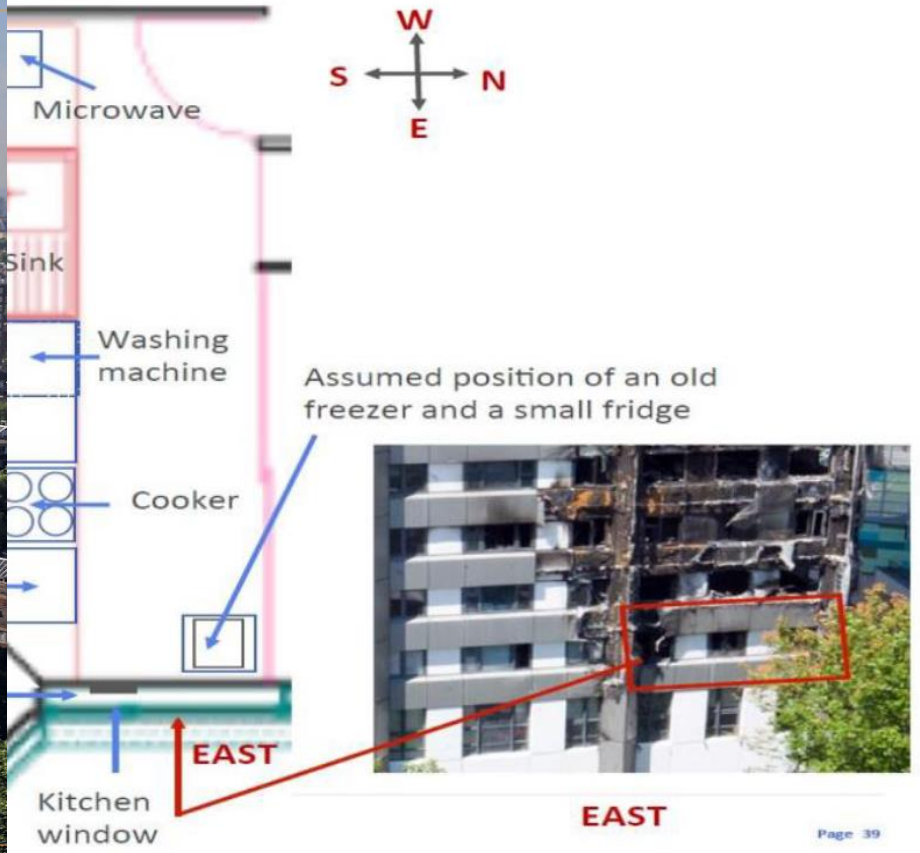 W
S
N
E
Microwave
Sink
Washing
machine
Assumed position of an old
freezer and a small fridge
Cooker
EAST
Kitchen
window
EAST
Page 39